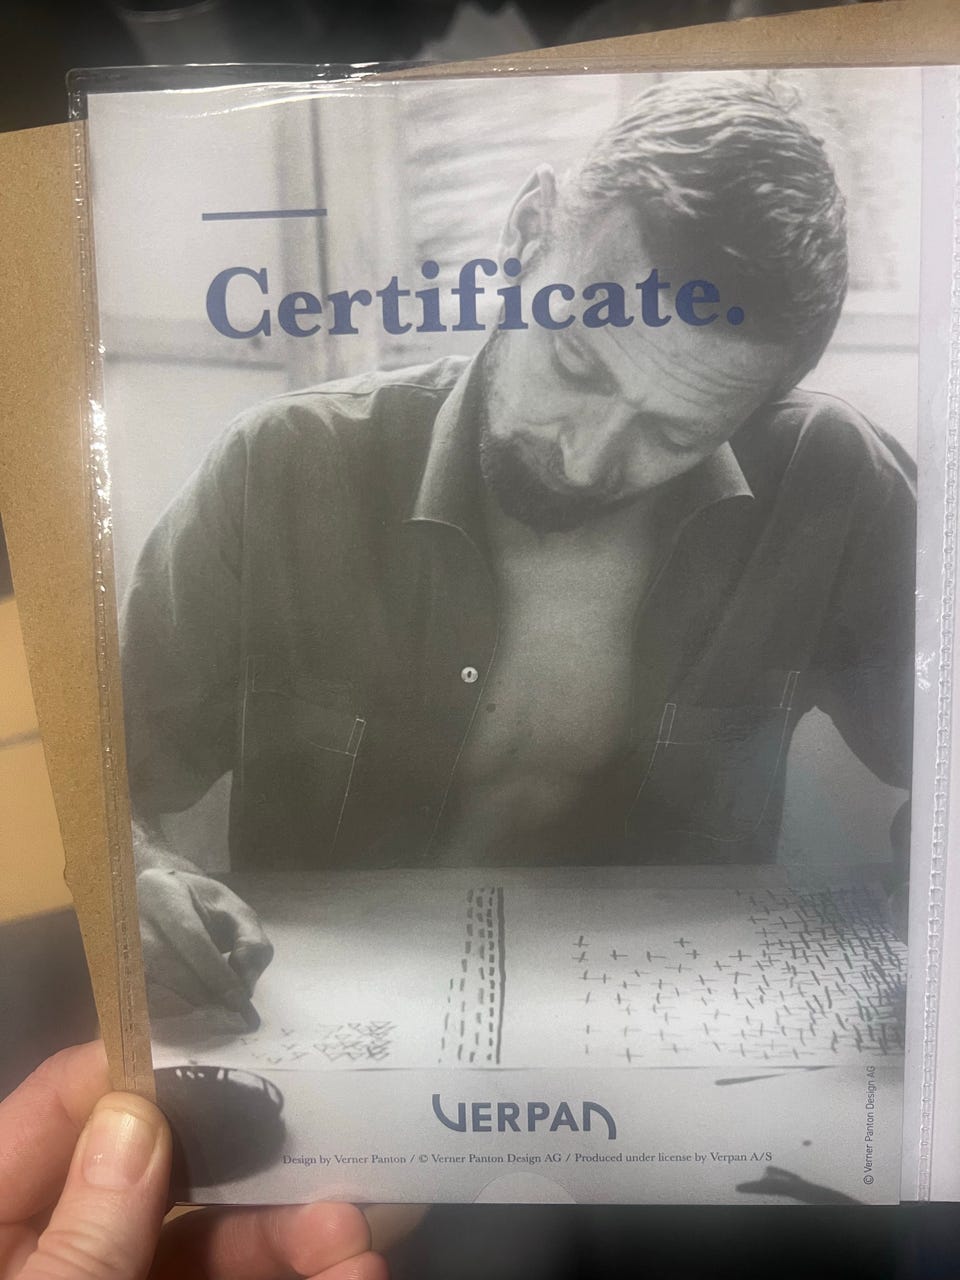 Certificate.
VERPAN
Design by Verner Panton / © Verner Panton Design AG / Produced under license by Verpan A/S
© Verner Panton Design AG